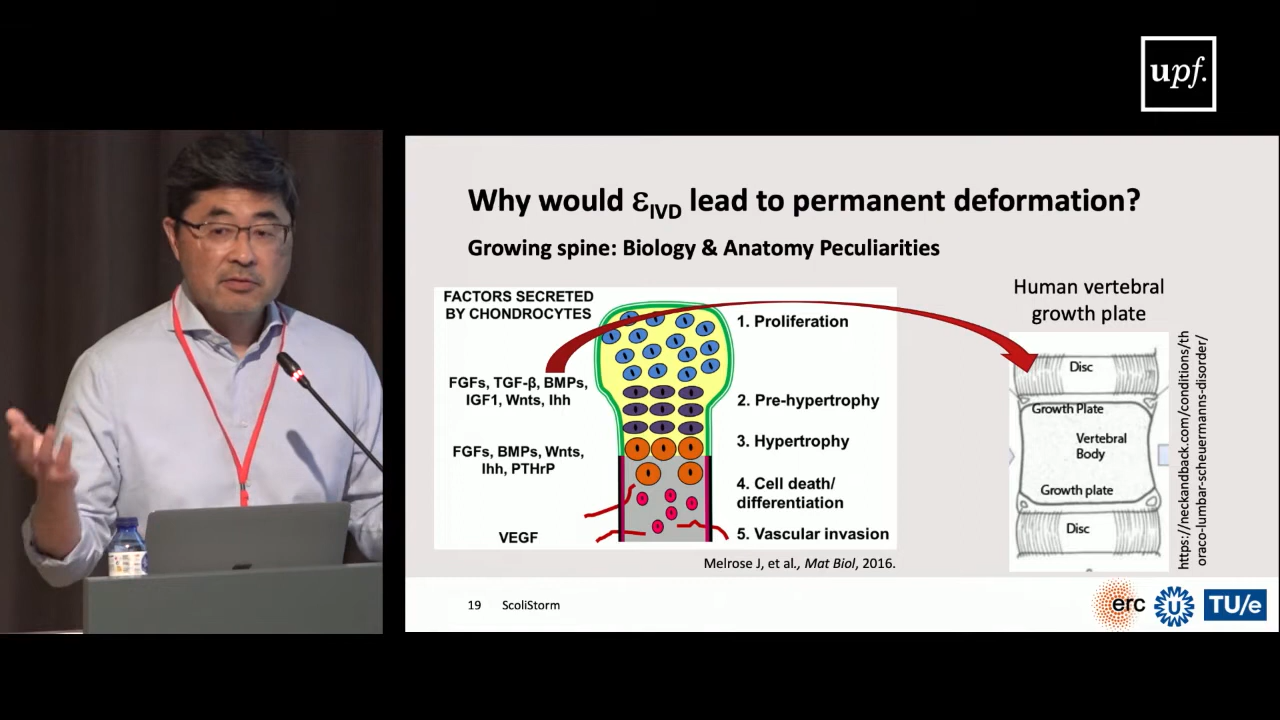 upf.
Why would εIVD lead to permanent deformation?
Growing spine: Biology & Anatomy Peculiarities
FACTORS SECRETED
BY CHONDROCYTES
FGFs, TGF-β, BMPs,
IGF1, Wnts, Ihh
FGFs, BMPs, Wnts,
Ihh, PTHrP
VEGF
1. Proliferation
2. Pre-hypertrophy
3. Hypertrophy
4. Cell death/
differentiation
5. Vascular invasion
Melrose J, et al., Mat Biol, 2016.
Human vertebral
growth plate
Disc
Growth Plate
Vertebral
Body
Growth plate
Disc
https://neckandback.com/conditions/th
oraco-lumbar-scheuermanns-disorder/
19 ScoliStorm
erc
U
TU/e